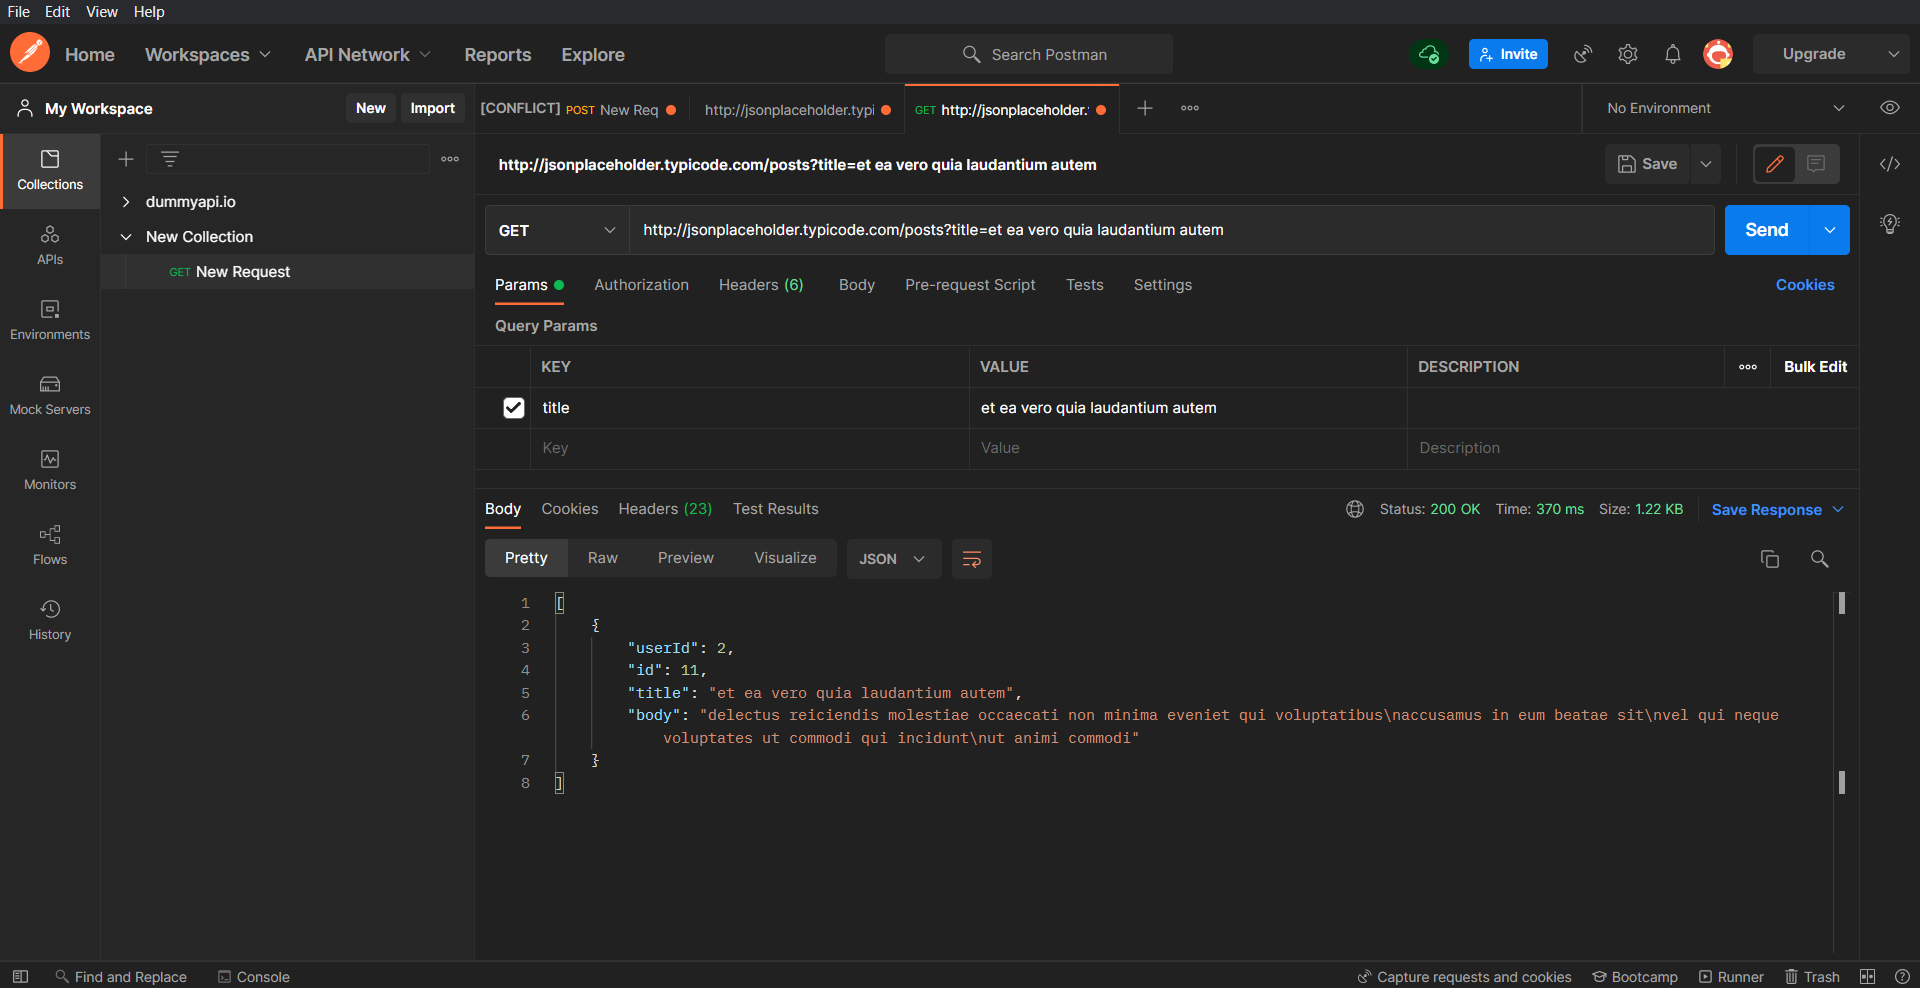 File Edit View Help
Home Workspaces API Network Reports Explore Search Postman Invite Upgrade
My Workspace New Import [CONFLICT] POST New Req http://jsonplaceholder.typi GET http://jsonplaceholder. No Environment
http://jsonplaceholder.typicode.com/posts?title=et ea vero quia laudantium autem Save
Collections
dummyapi.io
New Collection
GET New Request
APIs
Environments
Mock Servers
Monitors
Flows
History
GET http://jsonplaceholder.typicode.com/posts?title=et ea vero quia laudantium autem Send
Params Authorization Headers (6) Body Pre-request Script Tests Settings Cookies
Query Params
KEY VALUE DESCRIPTION Bulk Edit
title et ea vero quia laudantium autem
Key Value Description
Body Cookies Headers (23) Test Results Status: 200 OK Time: 370 ms Size: 1.22 KB Save Response
Pretty Raw Preview Visualize JSON
1 [
2 {
3 "userId": 2,
4 "id": 11,
5 "title": "et ea vero quia laudantium autem",
6 "body": "delectus reiciendis molestiae occaecati non minima eveniet qui voluptatibus\naccusamus in eum beatae sit\nvel qui neque
voluptates ut commodi qui incidunt\nut animi commodi"
7 }
8 ]
Find and Replace Console Capture requests and cookies Bootcamp Runner Trash